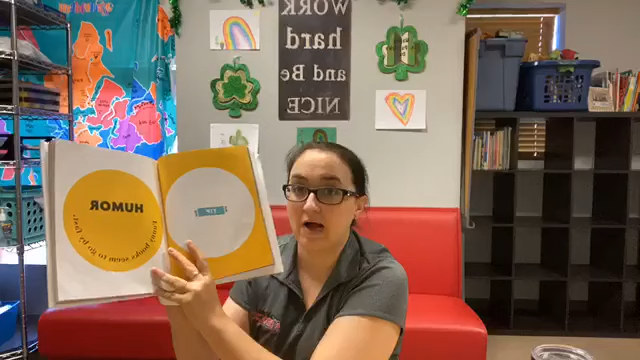 WORK
hard
and Be
NICE
HUMOR
Funny books seem to go by fast.